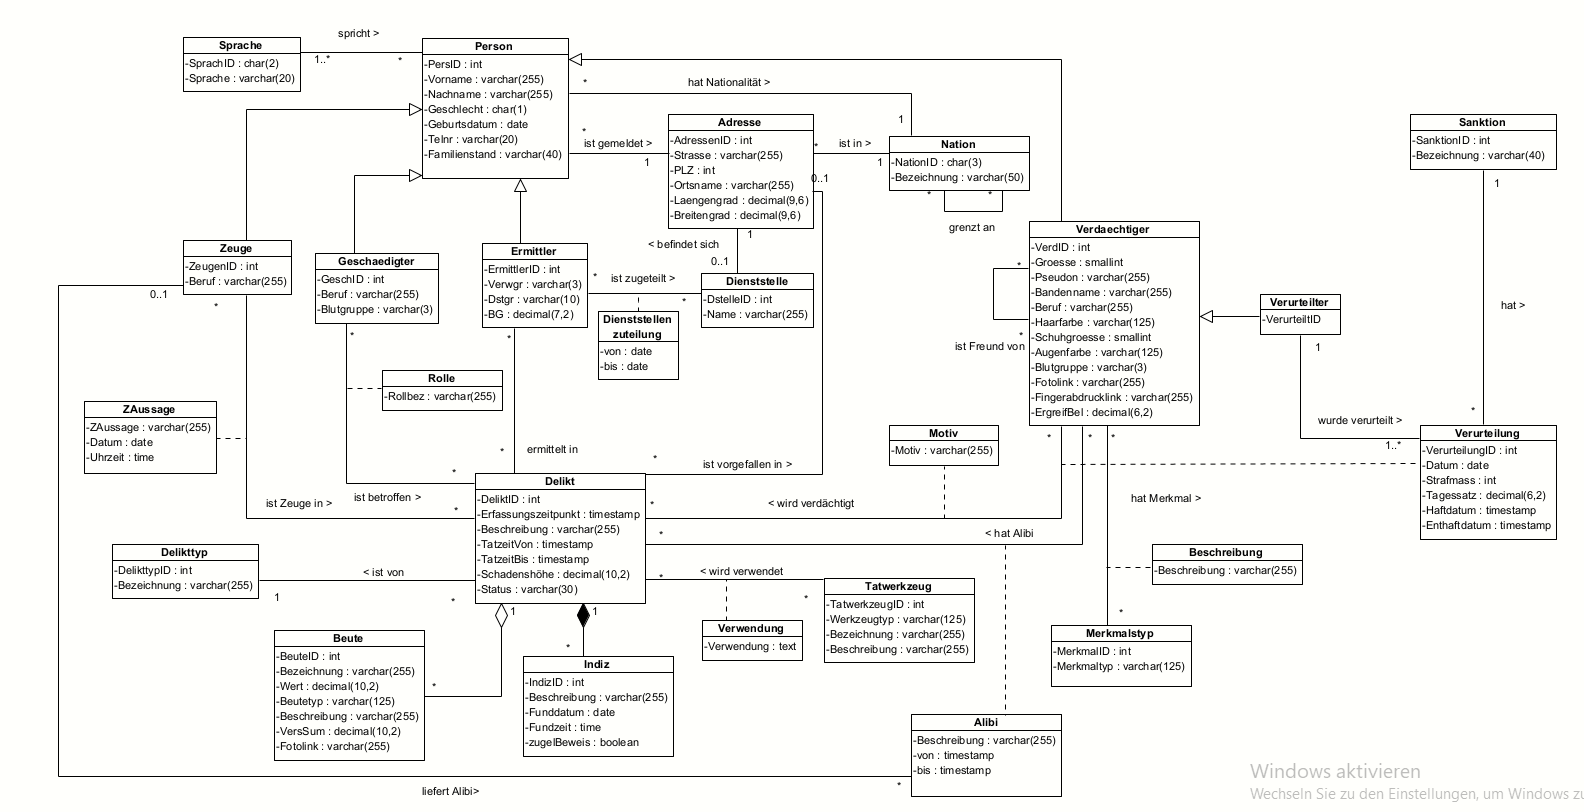 spricht >
Sprache
-SprachID : char(2)
-Sprache : varchar(20)
1..*
*
Person
-PersID : int
-Vorname : varchar(255)
-Nachname : varchar(255)
-Geschlecht : char(1)
-Geburtsdatum : date
-Telnr : varchar(20)
-Familienstand : varchar(40)
*
hat Nationalität >
1
*
ist gemeldet >
1
Adresse
-AdressenID : int
-Strasse : varchar(255)
-PLZ : int
-Ortsname : varchar(255)
-Laengengrad : decimal(9,6)
-Breitengrad : decimal(9,6)
*
ist in >
1
0..1
Nation
-NationID : char(3)
-Bezeichnung : varchar(50)
*
*
grenzt an
Sanktion
-SanktionID : int
-Bezeichnung : varchar(40)
1
hat >
*
1
< befindet sich
0..1
Zeuge
-ZeugenID : int
-Beruf : varchar(255)
0..1
*
Geschaedigter
-GeschID : int
-Beruf : varchar(255)
-Blutgruppe : varchar(3)
*
Ermittler
-ErmittlerID : int
-Verwgr : varchar(3)
-Dstgr : varchar(10)
-BG : decimal(7,2)
*
*
ist zugeteilt >
*
Dienststelle
-DstelleID : int
-Name : varchar(255)
Dienststellen
zuteilung
-von : date
-bis : date
Verdaechtiger
-VerdID : int
-Groesse : smallint
-Pseudon : varchar(255)
-Bandenname : varchar(255)
-Beruf : varchar(255)
-Haarfarbe : varchar(125)
-Schuhgroesse : smallint
-Augenfarbe : varchar(125)
-Blutgruppe : varchar(3)
-Fotolink : varchar(255)
-Fingerabdrucklink : varchar(255)
-ErgreifBel : decimal(6,2)
*
*
ist Freund von
*
*
*
Verurteilter
-VerurteiltID
1
wurde verurteilt >
1..*
Verurteilung
-VerurteilungID : int
-Datum : date
-Strafmass : int
-Tagessatz : decimal(6,2)
-Haftdatum : timestamp
-Enthaftdatum : timestamp
Rolle
-Rollbez : varchar(255)
ZAussage
-ZAussage : varchar(255)
-Datum : date
-Uhrzeit : time
Motiv
-Motiv : varchar(255)
*
ermittelt in
*
ist vorgefallen in >
*
ist betroffen >
ist Zeuge in >
*
Delikt
-DeliktID : int
-Erfassungszeitpunkt : timestamp
-Beschreibung : varchar(255)
-TatzeitVon : timestamp
-TatzeitBis : timestamp
-Schadenshöhe : decimal(10,2)
-Status : varchar(30)
*
< wird verdächtigt
*
< hat Alibi
hat Merkmal >
Beschreibung
-Beschreibung : varchar(255)
Delikttyp
-DelikttypID : int
-Bezeichnung : varchar(255)
< ist von
1
*
*
< wird verwendet
*
Tatwerkzeug
-TatwerkzeugID : int
-Werkzeugtyp : varchar(125)
-Bezeichnung : varchar(255)
-Beschreibung : varchar(255)
Verwendung
-Verwendung : text
*
Merkmalstyp
-MerkmalID : int
-Merkmaltyp : varchar(125)
1
1
Beute
-BeuteID : int
-Bezeichnung : varchar(255)
-Wert : decimal(10,2)
-Beutetyp : varchar(125)
-Beschreibung : varchar(255)
-VersSum : decimal(10,2)
-Fotolink : varchar(255)
*
*
Indiz
-IndizID : int
-Beschreibung : varchar(255)
-Funddatum : date
-Fundzeit : time
-zugelBeweis : boolean
Alibi
-Beschreibung : varchar(255)
-von : timestamp
-bis : timestamp
*
liefert Alibi>
Windows aktivieren
Wechseln Sie zu den Einstellungen, um Windows zu